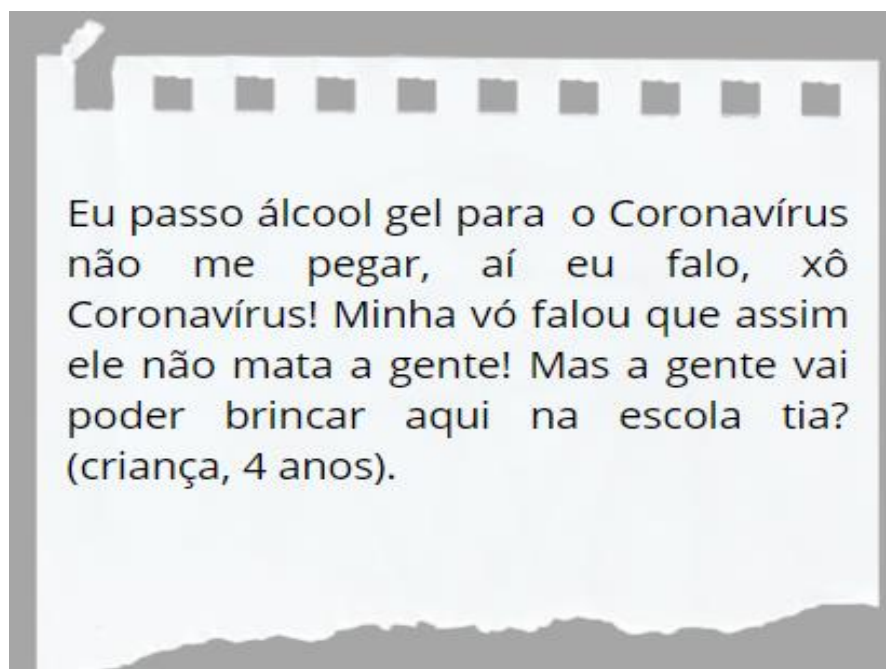 Eu passo álcool gel para o Coronavírus
não me pegar, aí eu falo, xô
Coronavírus! Minha vó falou que assim
ele não mata a gente! Mas a gente vai
poder brincar aqui na escola tia?
(criança, 4 anos).